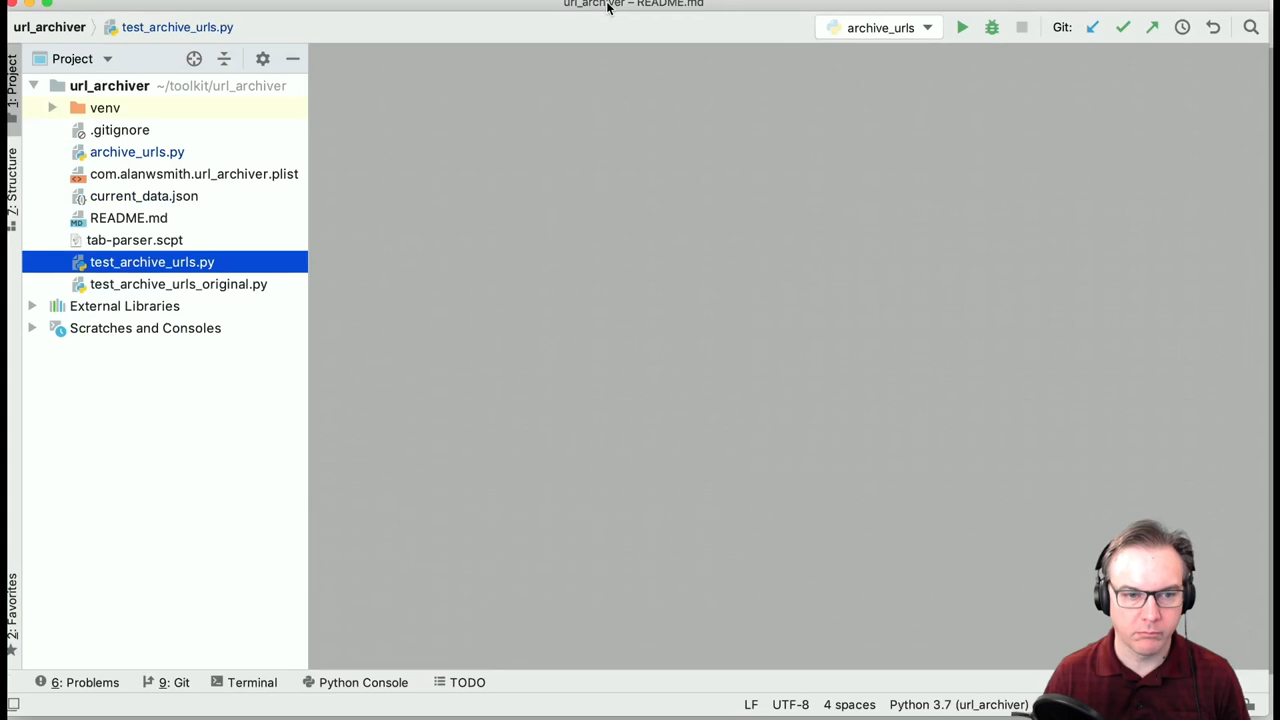 url_archiver – README.md
url_archiver
test_archive_urls.py
archive_urls
Git:
1: Project
Project
url_archiver ~/toolkit/url_archiver
venv
.gitignore
archive_urls.py
com.alanwsmith.url_archiver.plist
current_data.json
README.md
tab-parser.scpt
test_archive_urls.py
test_archive_urls_original.py
External Libraries
Scratches and Consoles
7: Structure
2: Favorites
6: Problems
9: Git
Terminal
Python Console
TODO
LF
UTF-8
4 spaces
Python 3.7 (url_archiver)